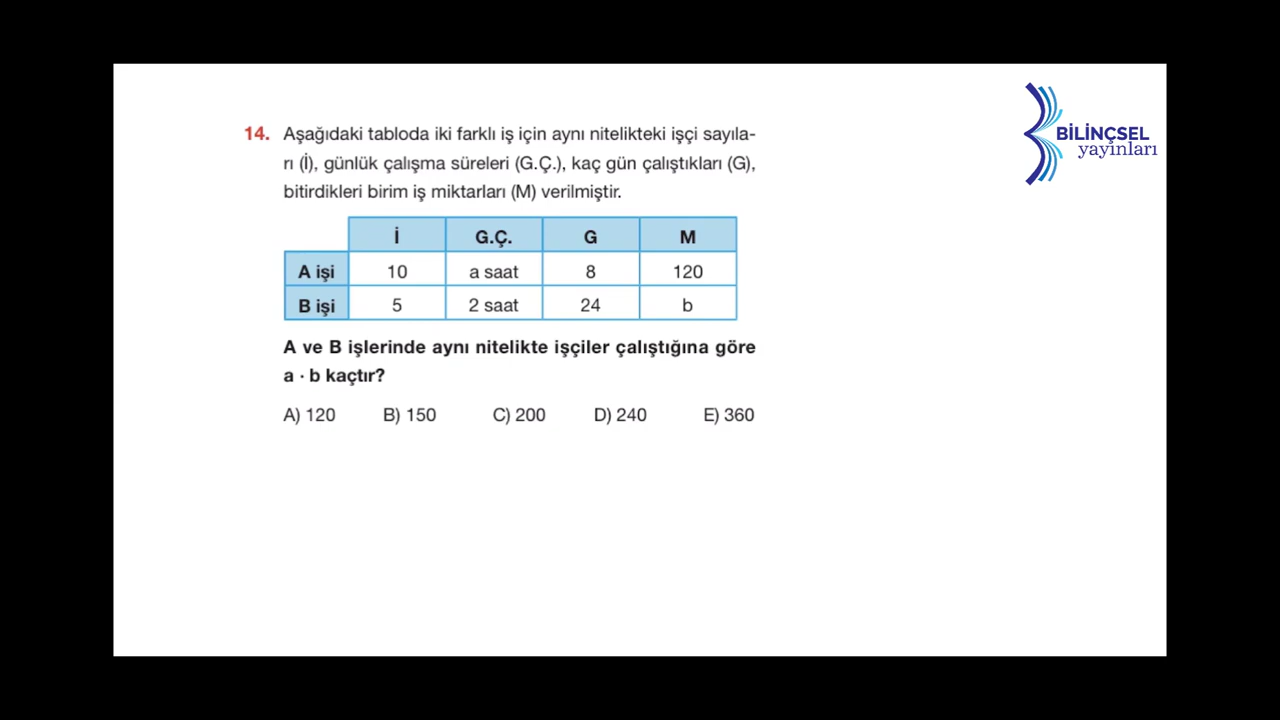 BİLİNÇSEL
yayınları
14. Aşağıdaki tabloda iki farklı iş için aynı nitelikteki işçi sayıla-
rı (İ), günlük çalışma süreleri (G.Ç.), kaç gün çalıştıkları (G),
bitirdikleri birim iş miktarları (M) verilmiştir.
İ G.Ç. G M
A işi 10 a saat 8 120
B işi 5 2 saat 24 b
A ve B işlerinde aynı nitelikte işçiler çalıştığına göre
a · b kaçtır?
A) 120 B) 150 C) 200 D) 240 E) 360